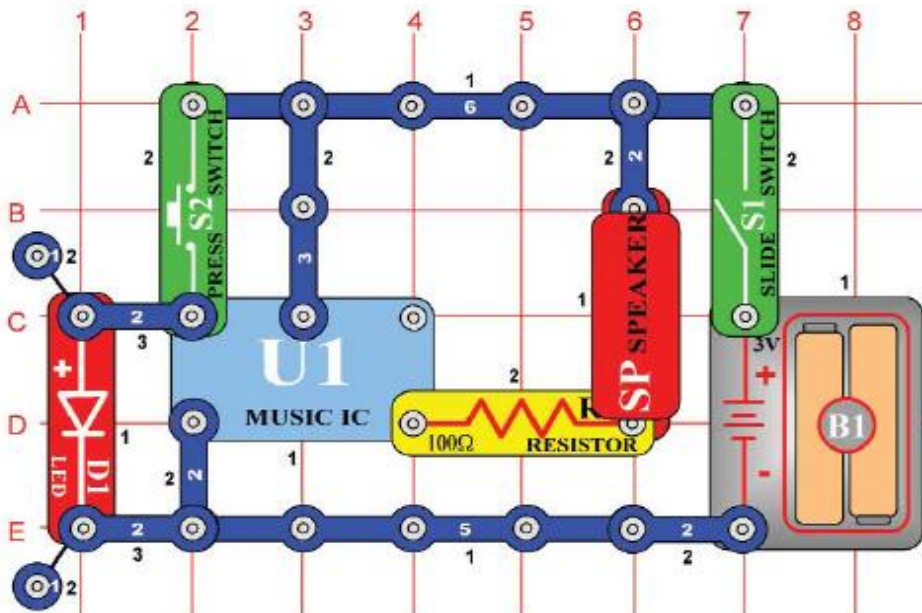 1 2 3 4 5 6 7 8
A
1
6
2
S2
PRESS SWITCH
2
3
2
2
SP SPEAKER
1
S1
SLIDE SWITCH
2
B
1 2
C
2
3
U1
MUSIC IC
1
1
3V
+
-
B1
D
+
D1
LED
1
2
100Ω
R
RESISTOR
2
2
E
2
3
5
1
2
2
1 2